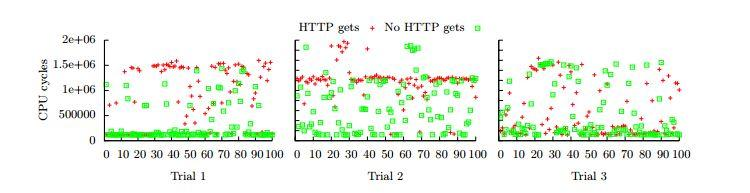 HTTP gets + No HTTP gets
CPU cycles
2e+06
1.5e+06
1e+06
500000
0
0 10 20 30 40 50 60 70 80 90 100
0 10 20 30 40 50 60 70 80 90 100
0 10 20 30 40 50 60 70 80 90 100
Trial 1
Trial 2
Trial 3